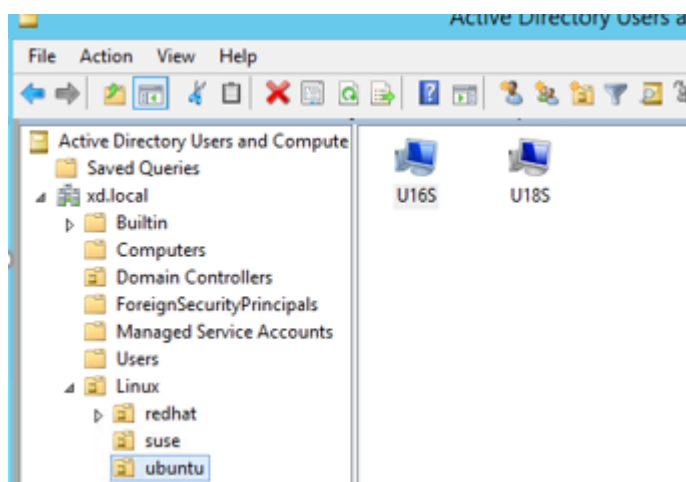 Active Directory Users a
File Action View Help
Active Directory Users and Compute
Saved Queries
xd.local
Builtin
Computers
Domain Controllers
ForeignSecurityPrincipals
Managed Service Accounts
Users
Linux
redhat
suse
ubuntu
U16S U18S